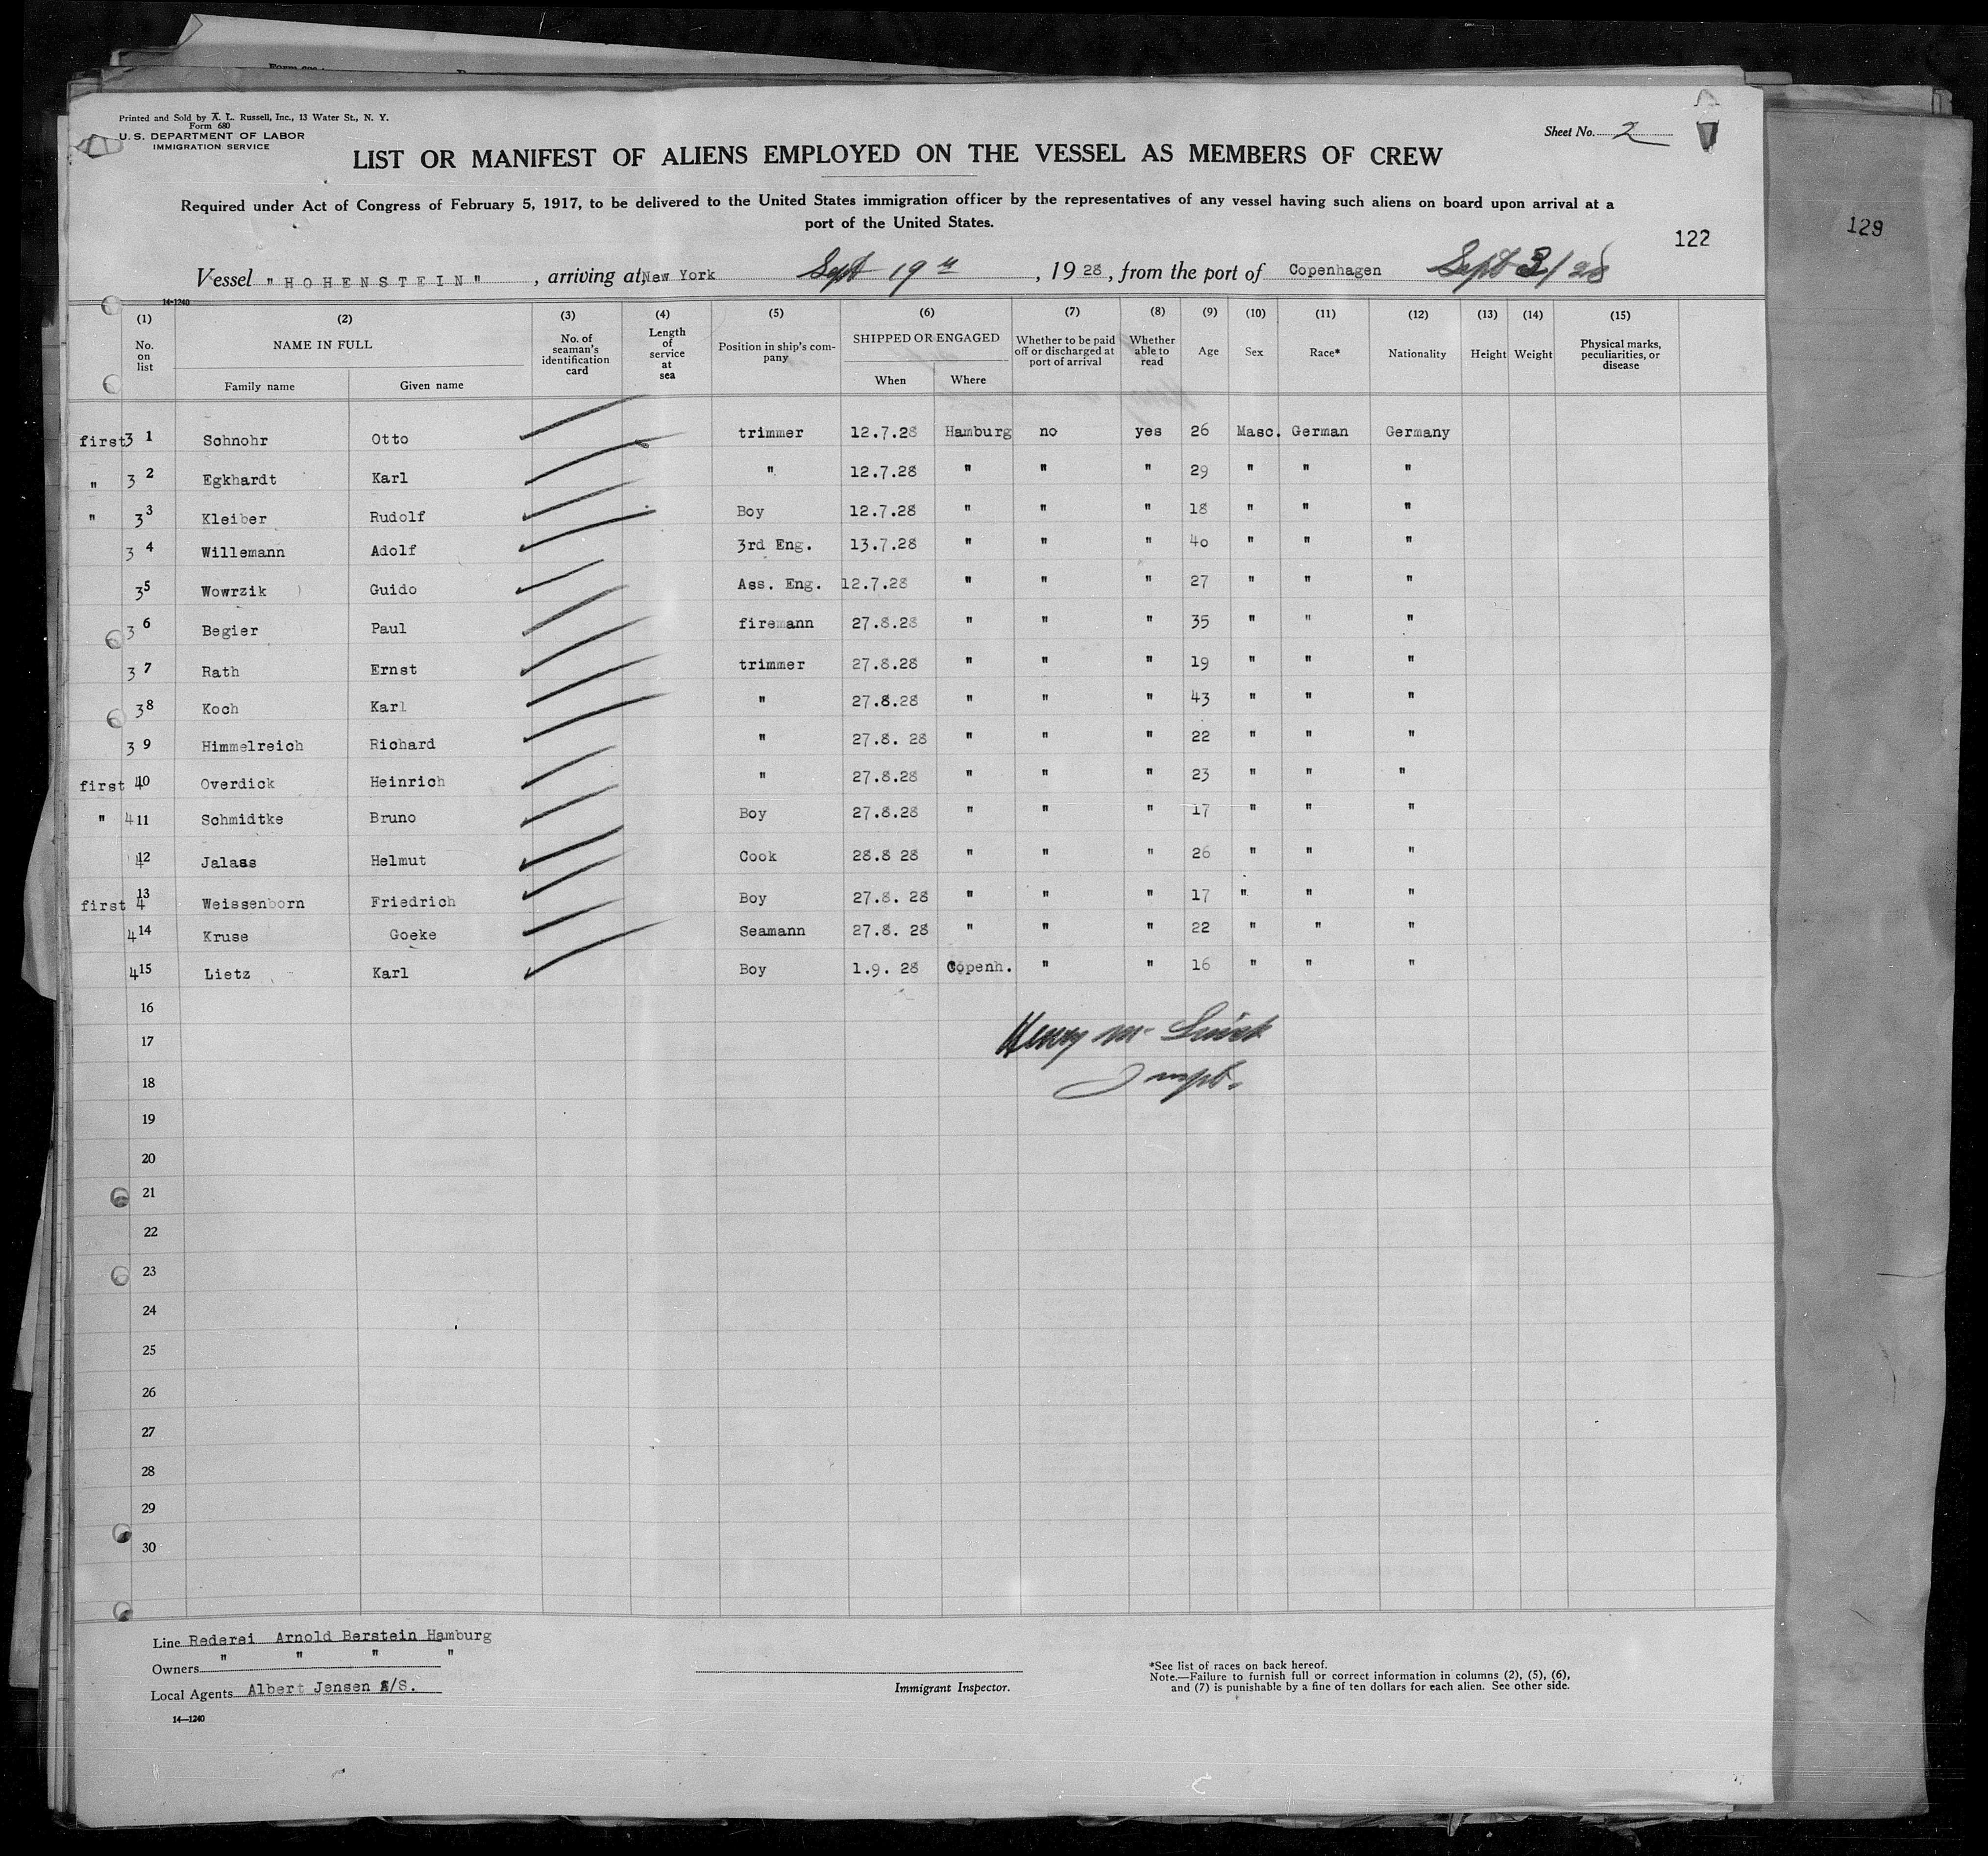 Printed and Sold by A. L. Russell, Inc., 13 Water St., N. Y.
Form 680
U. S. DEPARTMENT OF LABOR
IMMIGRATION SERVICE
Sheet No. 2
LIST OR MANIFEST OF ALIENS EMPLOYED ON THE VESSEL AS MEMBERS OF CREW
Required under Act of Congress of February 5, 1917, to be delivered to the United States immigration officer by the representatives of any vessel having such aliens on board upon arrival at a
port of the United States.
122
129
Vessel "HOHENSTEIN", arriving at New York Sept 19th, 1928, from the port of Copenhagen Sept 3/28
14-1240
(1) (2) (3) (4) (5) (6) (7) (8) (9) (10) (11) (12) (13) (14) (15)
No. on list NAME IN FULL No. of seaman's identification card Length of service at sea Position in ship's company SHIPPED OR ENGAGED Whether to be paid off or discharged at port of arrival Whether able to read Age Sex Race* Nationality Height Weight Physical marks, peculiarities, or disease
Family name Given name When Where
first 3 1 Schnohr Otto trimmer 12.7.28 Hamburg no yes 26 Masc. German Germany
" 3 2 Egkhardt Karl " 12.7.28 " " " 29 " " "
" 3 3 Kleiber Rudolf Boy 12.7.28 " " " 18 " " "
3 4 Willemann Adolf 3rd Eng. 13.7.28 " " " 40 " " "
3 5 Wowrzik Guido Ass. Eng. 12.7.28 " " " 27 " " "
3 6 Begier Paul firemann 27.8.28 " " " 35 " " "
3 7 Rath Ernst trimmer 27.8.28 " " " 19 " " "
3 8 Koch Karl " 27.8.28 " " " 43 " " "
3 9 Himmelreich Richard " 27.8. 28 " " " 22 " " "
first 4 10 Overdick Heinrich " 27.8.28 " " " 23 " " "
" 4 11 Schmidtke Bruno Boy 27.8.28 " " " 17 " " "
4 12 Jalass Helmut Cook 28.8 28 " " " 26 " " "
first 4 13 Weissenborn Friedrich Boy 27.8. 28 " " " 17 " " "
4 14 Kruse Goeke Seamann 27.8. 28 " " " 22 " " "
4 15 Lietz Karl Boy 1.9. 28 Copenh. " " 16 " " "
16
17 Henry M.
18 Inspt.
19
20
21
22
23
24
25
26
27
28
29
30
Line Rederei Arnold Berstein Hamburg
Owners " " " "
Local Agents Albert Jensen A/S.
14—1240
Immigrant Inspector.
*See list of races on back hereof.
Note.—Failure to furnish full or correct information in columns (2), (5), (6),
and (7) is punishable by a fine of ten dollars for each alien. See other side.